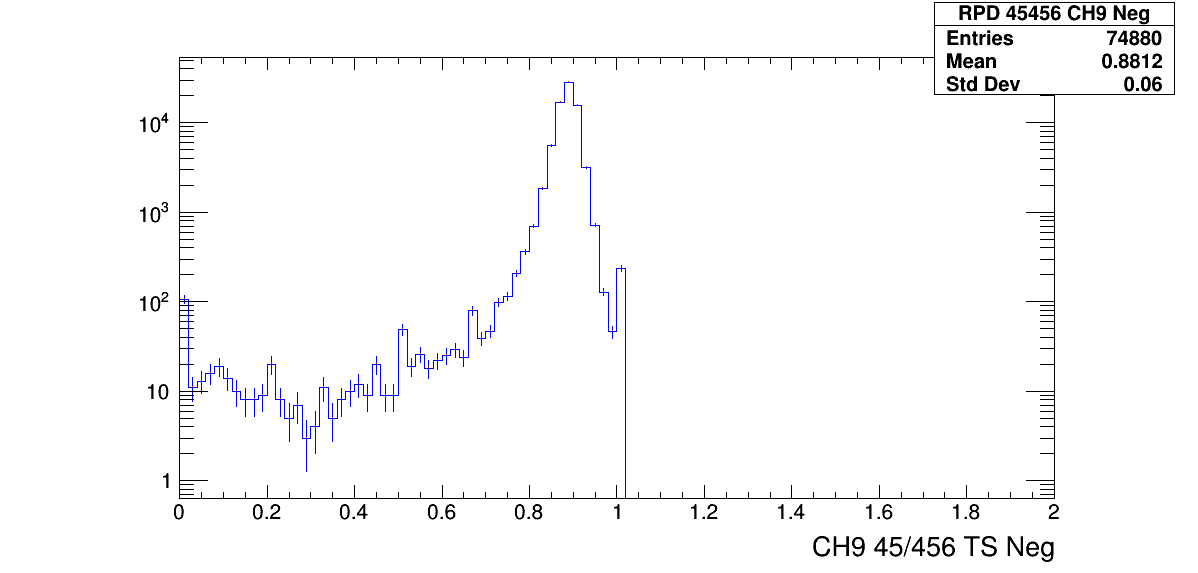 RPD 45456 CH9 Neg
Entries 74880
Mean 0.8812
Std Dev 0.06
10^4
10^3
10^2
10
1
0 0.2 0.4 0.6 0.8 1 1.2 1.4 1.6 1.8 2
CH9 45/456 TS Neg